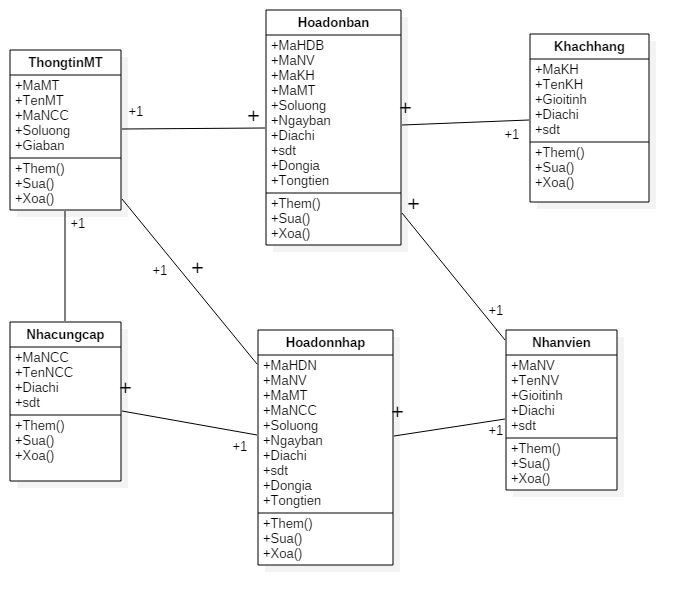 ThongtinMT
+MaMT
+TenMT
+MaNCC
+Soluong
+Giaban
+Them()
+Sua()
+Xoa()
+1
+
Hoadonban
+MaHDB
+MaNV
+MaKH
+MaMT
+Soluong
+Ngayban
+Diachi
+sdt
+Dongia
+Tongtien
+Them()
+Sua()
+Xoa()
+
+1
+
+1
Khachhang
+MaKH
+TenKH
+Gioitinh
+Diachi
+sdt
+Them()
+Sua()
+Xoa()
+1
+1
+
Nhacungcap
+MaNCC
+TenNCC
+Diachi
+sdt
+Them()
+Sua()
+Xoa()
+
+1
Hoadonnhap
+MaHDN
+MaNV
+MaMT
+MaNCC
+Soluong
+Ngayban
+Diachi
+sdt
+Dongia
+Tongtien
+Them()
+Sua()
+Xoa()
+
+1
Nhanvien
+MaNV
+TenNV
+Gioitinh
+Diachi
+sdt
+Them()
+Sua()
+Xoa()